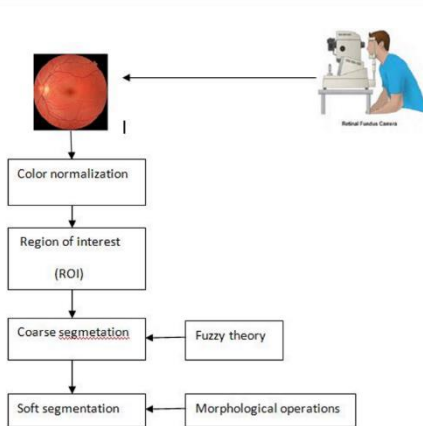 Retinal Fundus Camera
I
Color normalization
Region of interest
(ROI)
Coarse segmetation
Fuzzy theory
Soft segmentation
Morphological operations